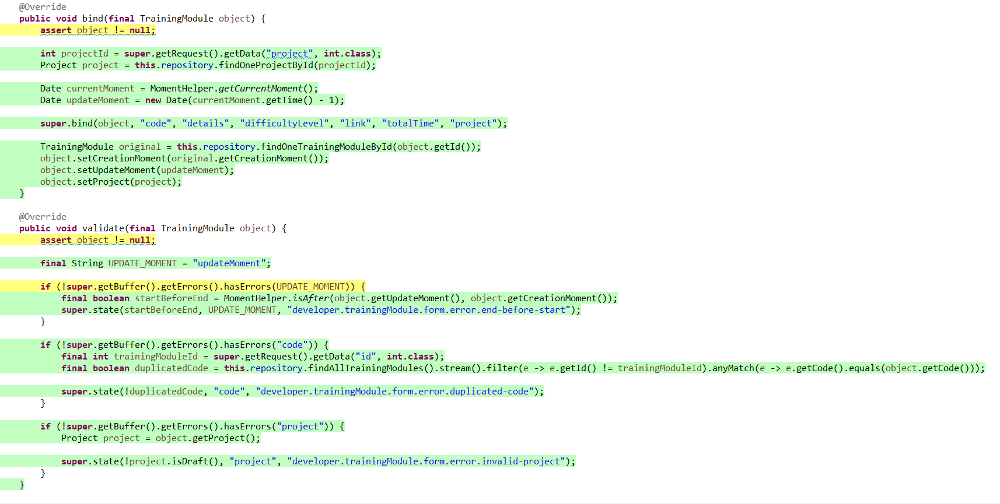 @Override
public void bind(final TrainingModule object) {
assert object != null;
int projectId = super.getRequest().getData("project", int.class);
Project project = this.repository.findOneProjectById(projectId);
Date currentMoment = MomentHelper.getCurrentMoment();
Date updateMoment = new Date(currentMoment.getTime() - 1);
super.bind(object, "code", "details", "difficultyLevel", "link", "totalTime", "project");
TrainingModule original = this.repository.findOneTrainingModuleById(object.getId());
object.setCreationMoment(original.getCreationMoment());
object.setUpdateMoment(updateMoment);
object.setProject(project);
}
@Override
public void validate(final TrainingModule object) {
assert object != null;
final String UPDATE_MOMENT = "updateMoment";
if (!super.getBuffer().getErrors().hasErrors(UPDATE_MOMENT)) {
final boolean startBeforeEnd = MomentHelper.isAfter(object.getUpdateMoment(), object.getCreationMoment());
super.state(startBeforeEnd, UPDATE_MOMENT, "developer.trainingModule.form.error.end-before-start");
}
if (!super.getBuffer().getErrors().hasErrors("code")) {
final int trainingModuleId = super.getRequest().getData("id", int.class);
final boolean duplicatedCode = this.repository.findAllTrainingModules().stream().filter(e -> e.getId() != trainingModuleId).anyMatch(e -> e.getCode().equals(object.getCode()));
super.state(!duplicatedCode, "code", "developer.trainingModule.form.error.duplicated-code");
}
if (!super.getBuffer().getErrors().hasErrors("project")) {
Project project = object.getProject();
super.state(!project.isDraft(), "project", "developer.trainingModule.form.error.invalid-project");
}
}